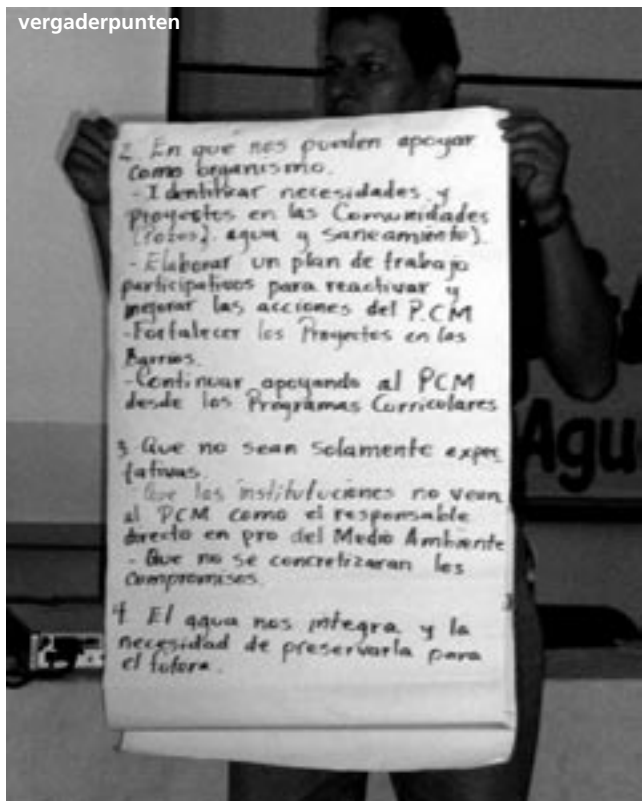 vergaderpunten
2. En que nos pueden apoyar
como organismo.
- Identificar necesidades y
proyectos en las Comunidades
(Pozos). agua y saneamiento).
- Elaborar un plan de trabajo
participativos para reactivar y
mejorar las acciones del P.CM
- Fortalecer los Proyectos en los
Barrios.
- Continuar apoyando al PCM
desde los Programas Curriculares
3. Que no sean solamente expec
tativas.
- Que las instituluciones no vean
al PCM como el responsable
directo en pro del Medio Ambiente
- Que no se concretizaran los
compromisos.
4 El agua nos integra y la
necesidad de preservarla para
el futuro.
Agu